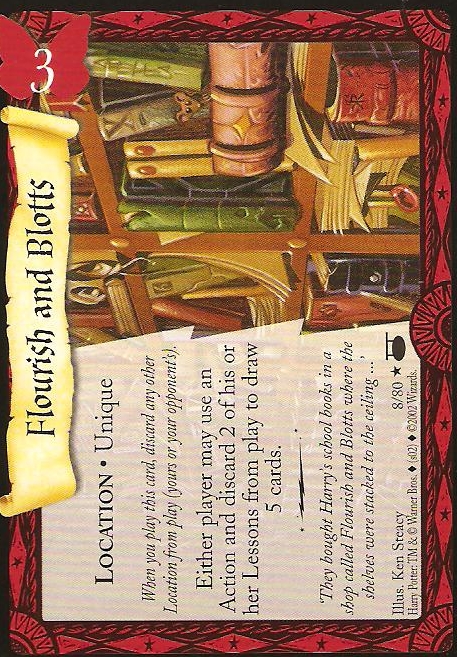 3
Flourish and Blotts
LOCATION • Unique
When you play this card, discard any other
Location from play (yours or your opponent's).
Either player may use an
Action and discard 2 of his or
her Lessons from play to draw
5 cards.
'They bought Harry's school books in a
shop called Flourish and Blotts where the
shelves were stacked to the ceiling ...'
Illus. Ken Steacy 8/80 ★
Harry Potter: TM & © Warner Bros. ♦ (s02) ♦ ©2002 Wizards.